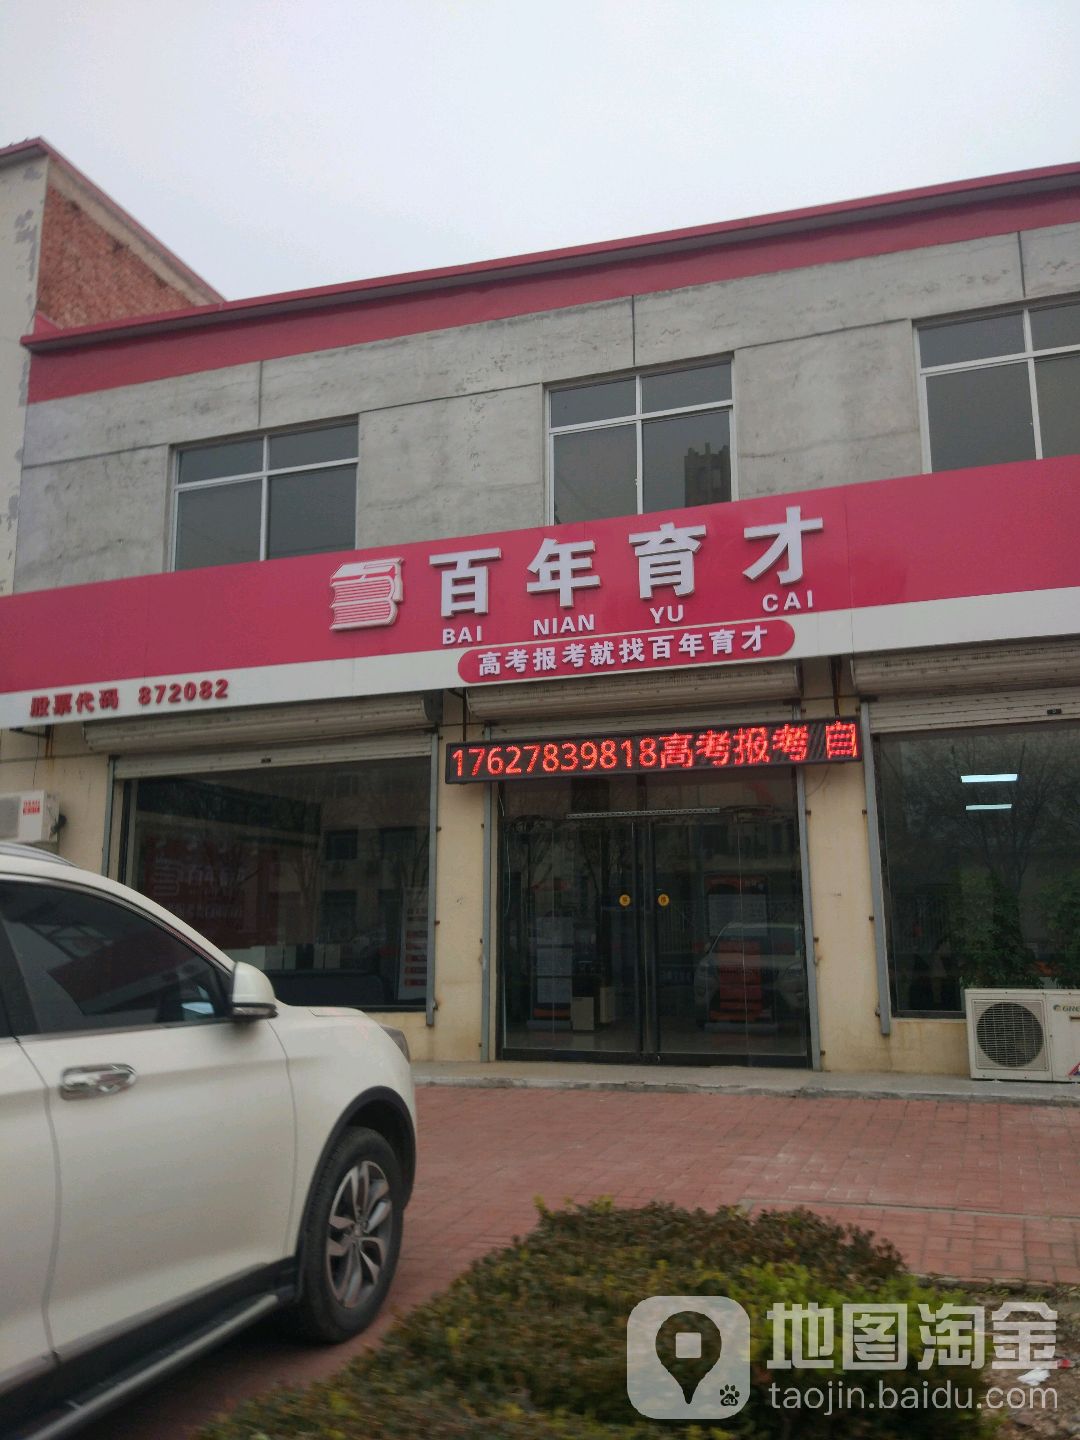 百年育才
BAI NIAN YU CAI
高考报考就找百年育才
股票代码 872082
17627839818高考报考 自
GREE
地图淘金
taojin.baidu.com